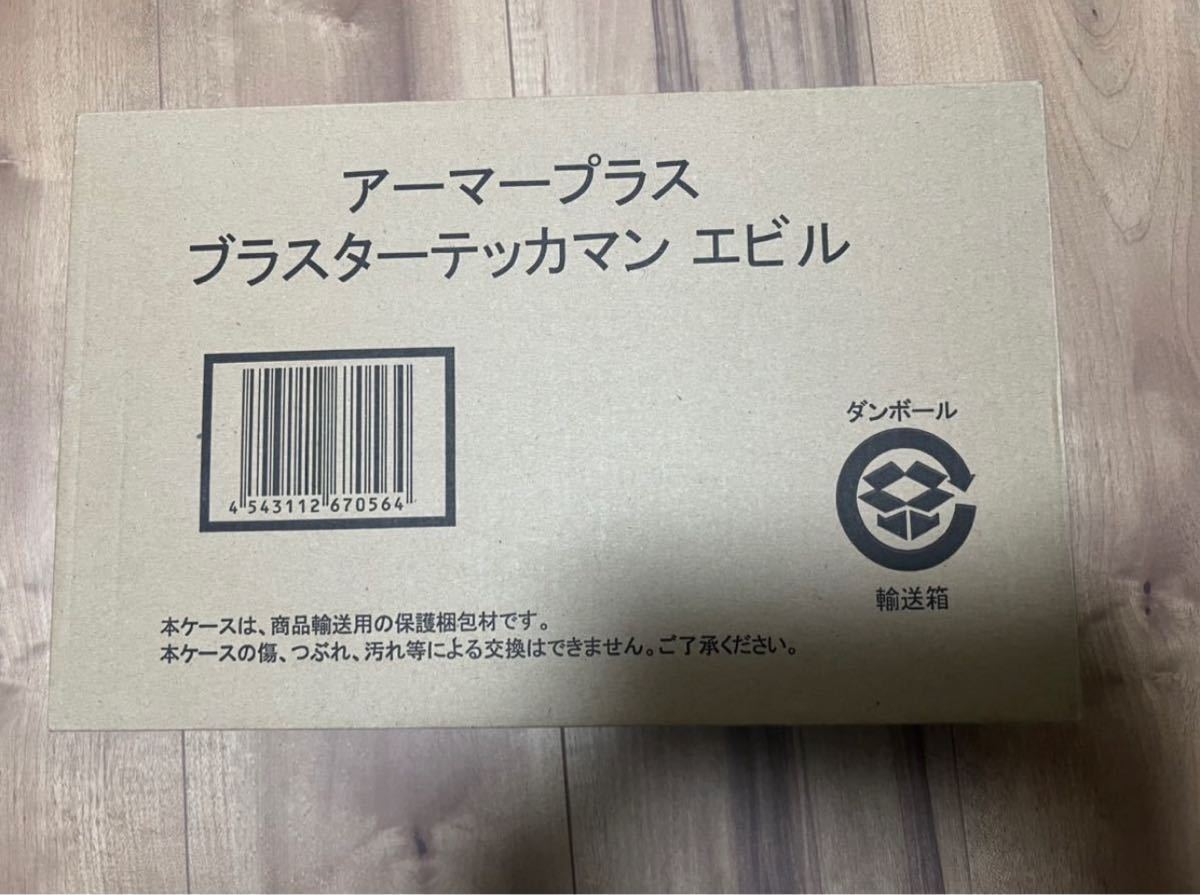 アーマープラス
ブラスターテッカマン エビル
4 543112 670564
ダンボール
輸送箱
本ケースは、商品輸送用の保護梱包材です。
本ケースの傷、つぶれ、汚れ等による交換はできません。ご了承ください。